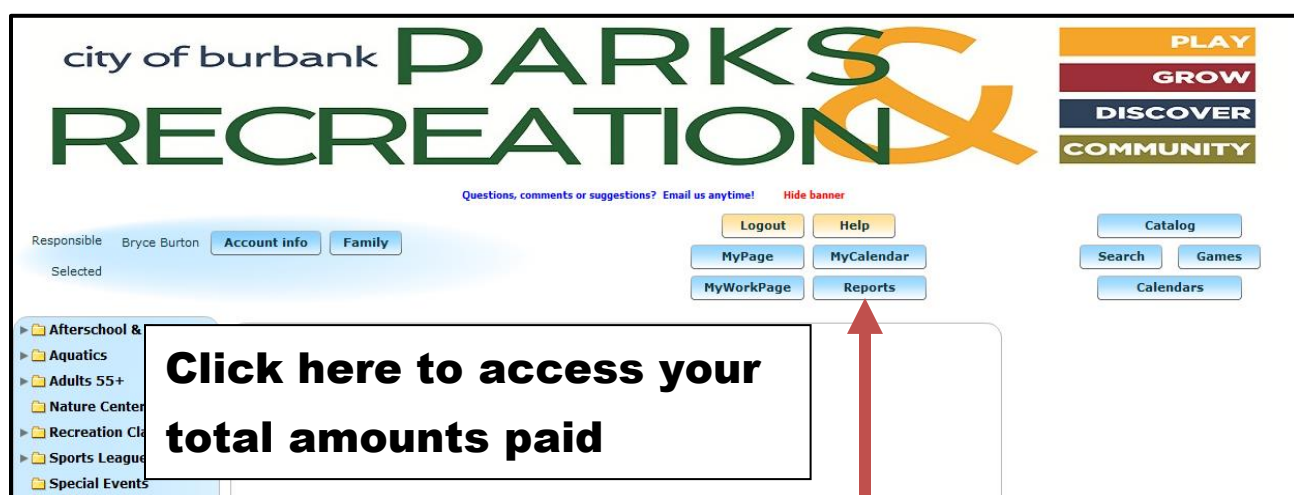 city of burbank PARKS
RECREATION &
PLAY
GROW
DISCOVER
COMMUNITY
Questions, comments or suggestions? Email us anytime! Hide banner
Responsible Bryce Burton Account info Family
Selected
Logout Help
MyPage MyCalendar
MyWorkPage Reports
Catalog
Search Games
Calendars
Afterschool &
Aquatics
Adults 55+
Nature Center
Recreation
Sports League
Special Events
Click here to access your
total amounts paid